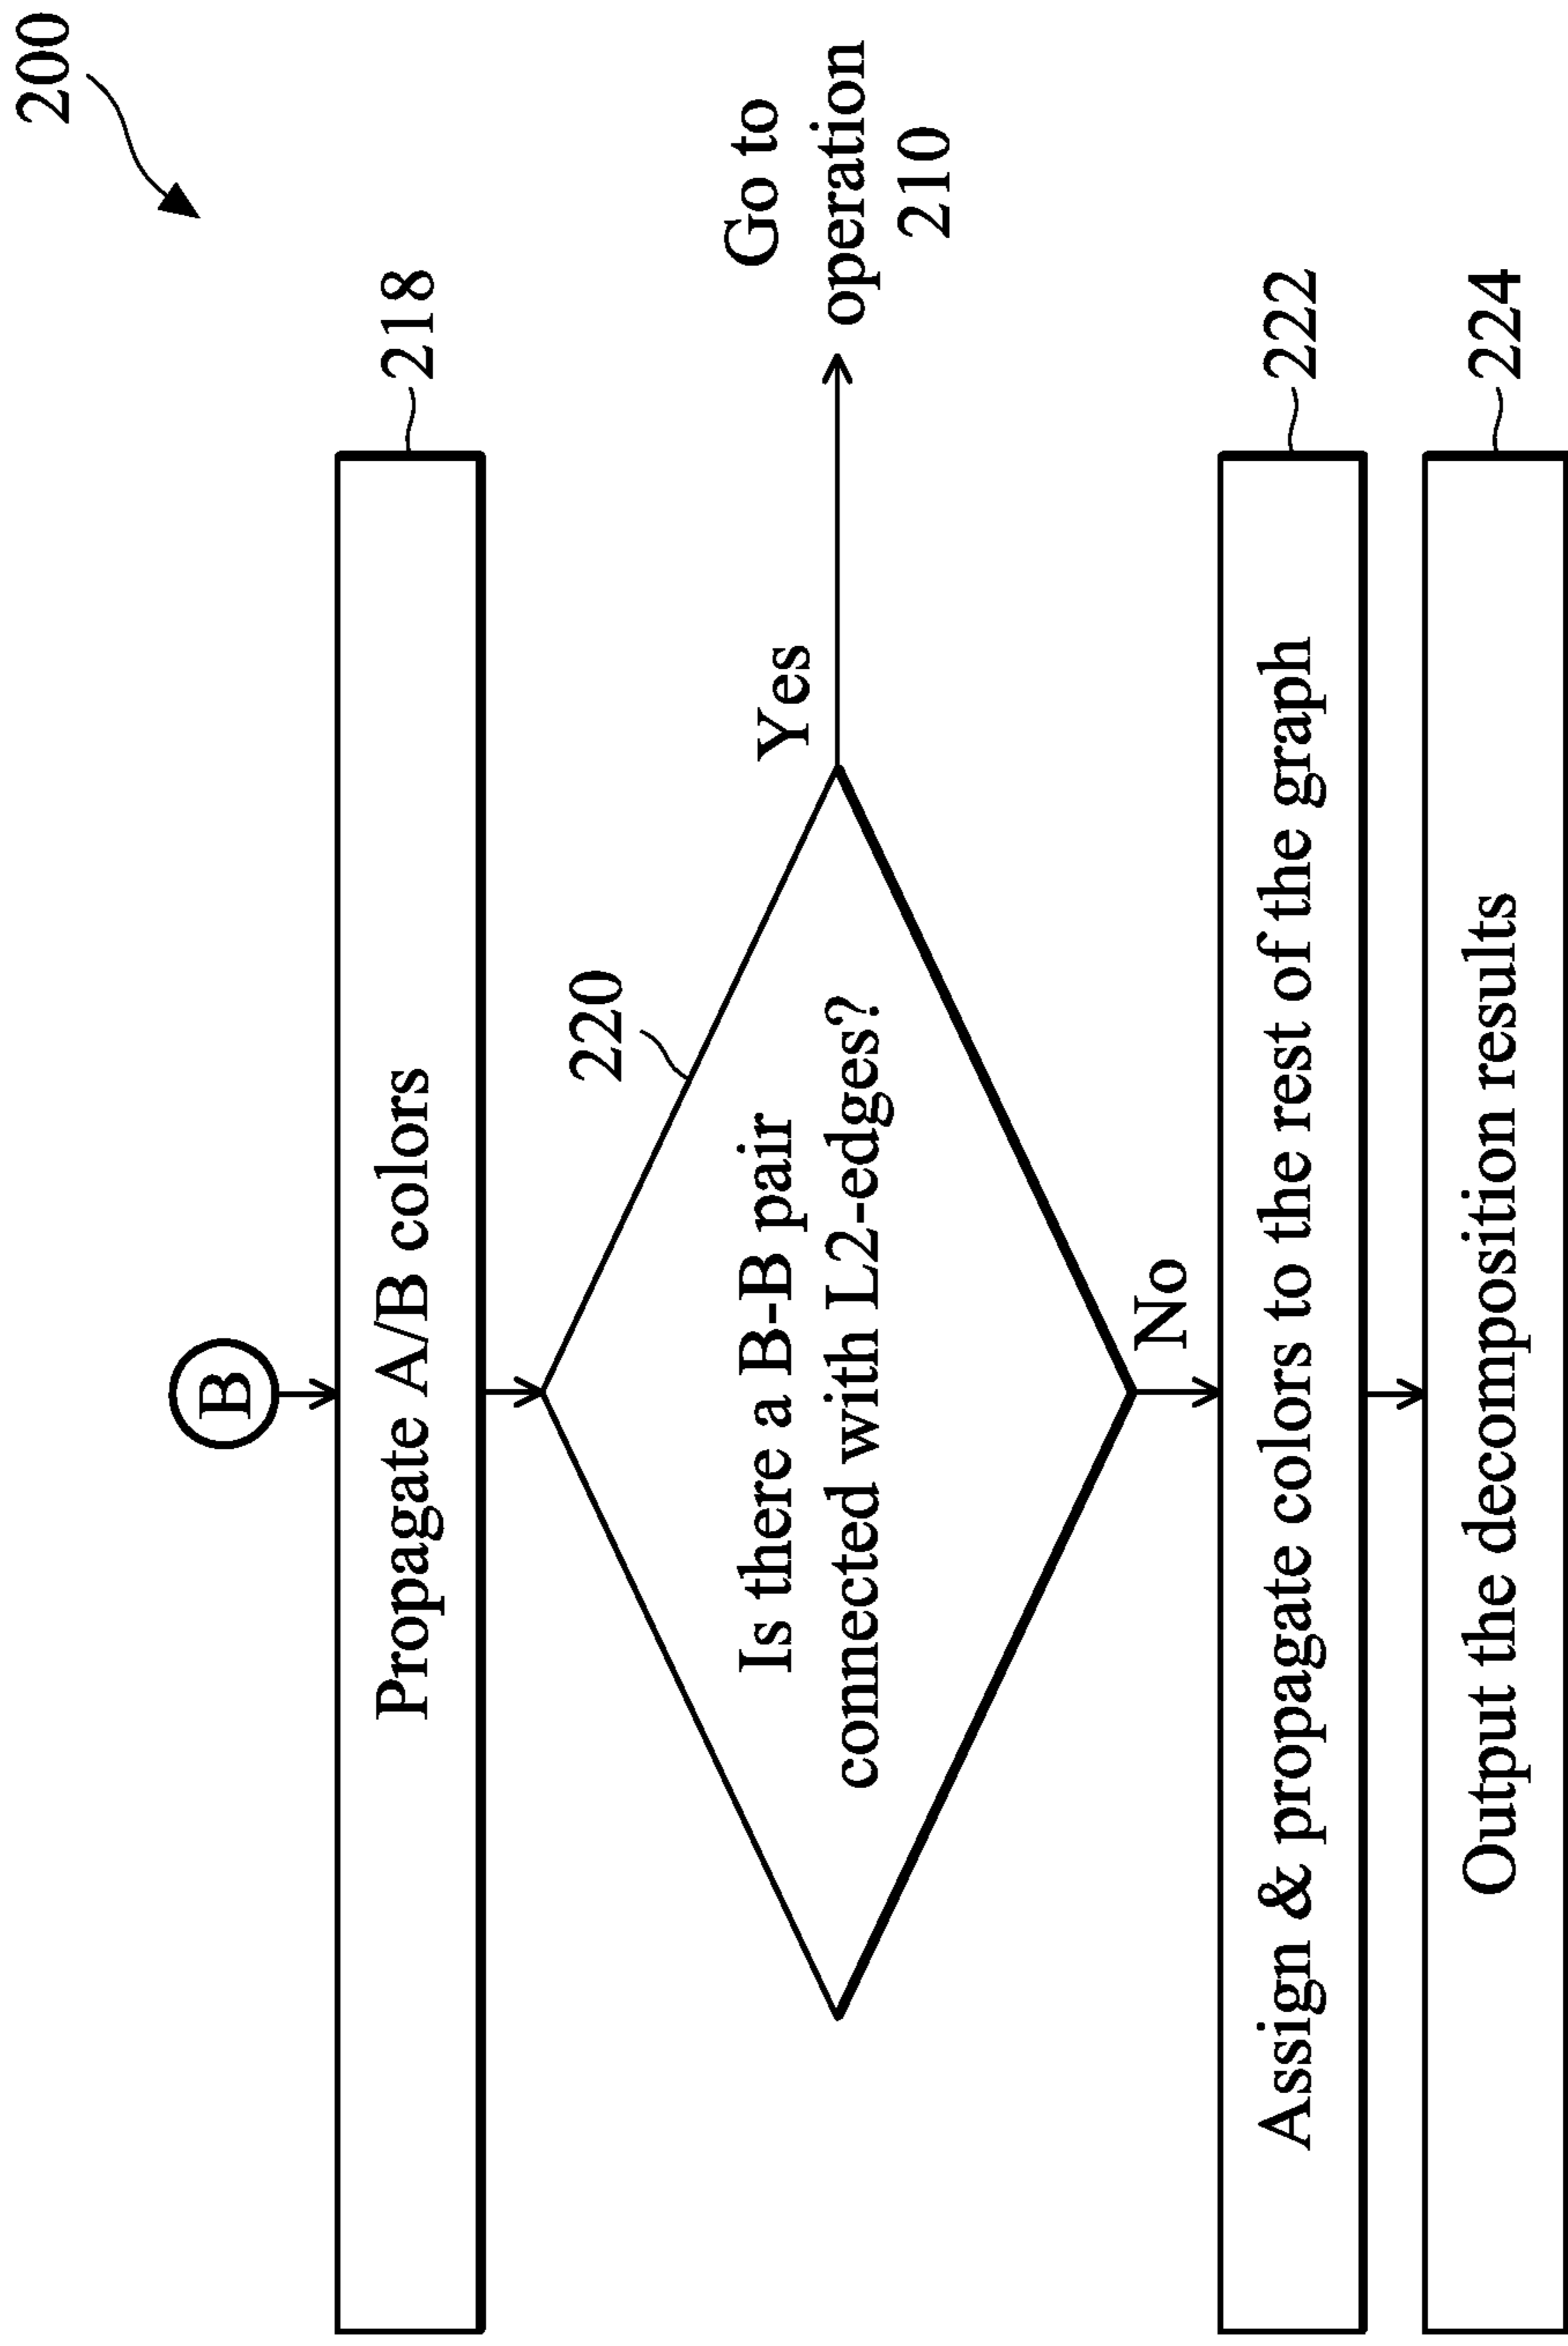 200
B
Propagate A/B colors
218
220
Is there a B-B pair
connected with L2-edges?
Yes
Go to
operation
210
No
Assign & propagate colors to the rest of the graph
222
Output the decomposition results
224